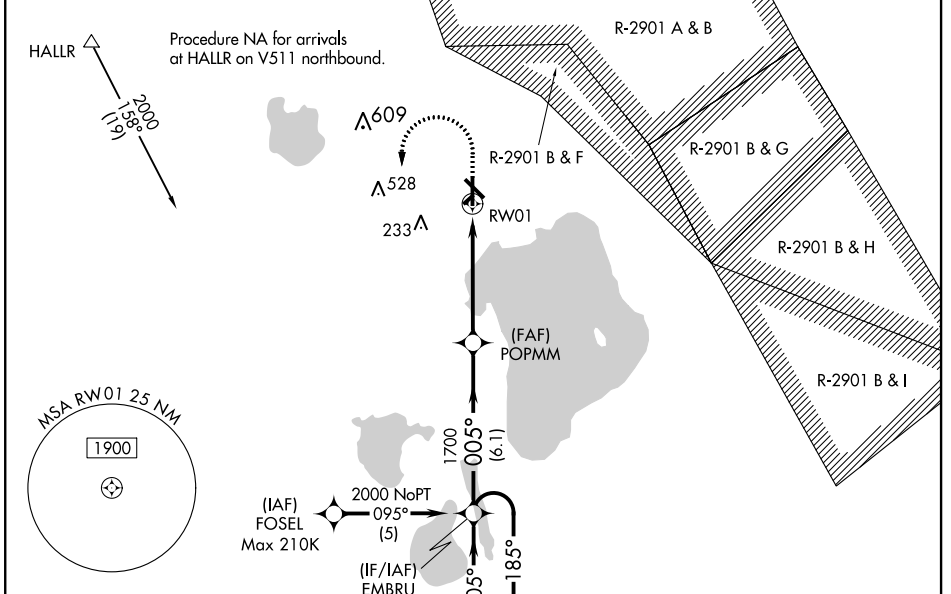 HALLR
Procedure NA for arrivals
at HALLR on V511 northbound.
2000
158°
(19)
609
528
233
RW01
R-2901 A & B
R-2901 B & F
R-2901 B & G
R-2901 B & H
R-2901 B & I
(FAF)
POPMM
1700
005°
(6.1)
MSA RW01 25 NM
1900
(IAF)
FOSEL
Max 210K
2000 NoPT
095°
(5)
(IF/IAF)
EMBRU
05°
185°